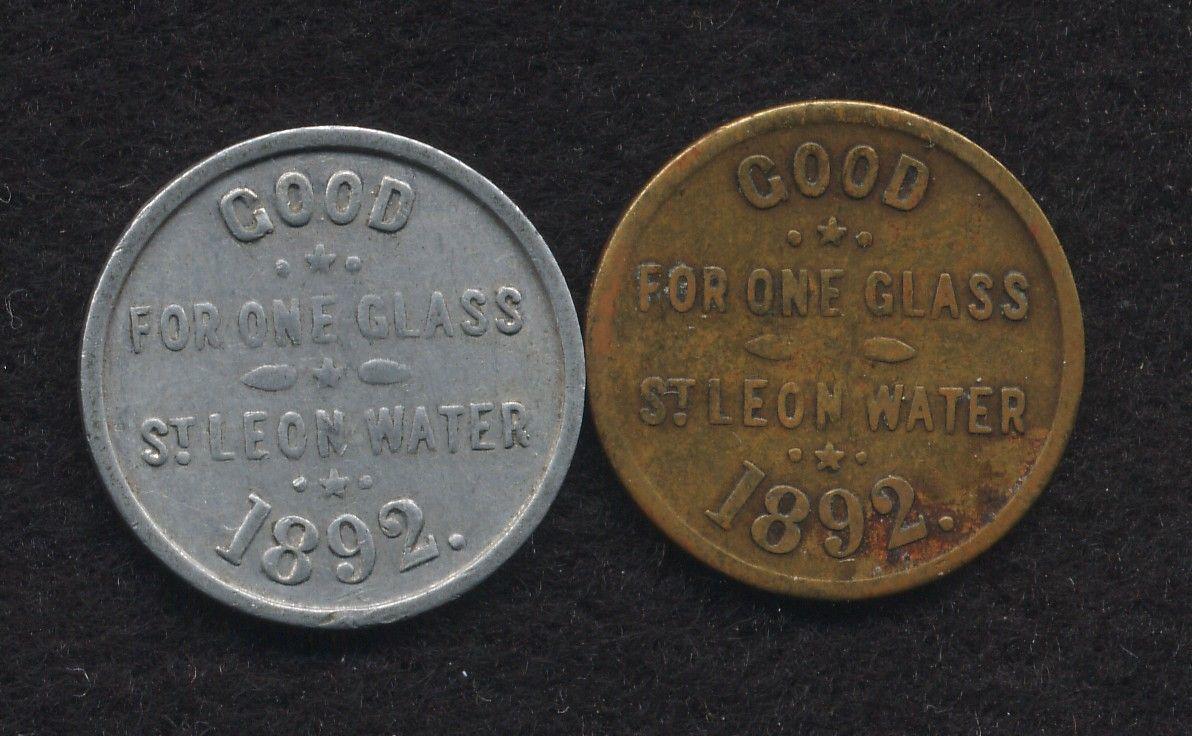 GOOD
FOR ONE GLASS
ST. LEON WATER
1892.
GOOD
FOR ONE GLASS
ST. LEON WATER
1892.